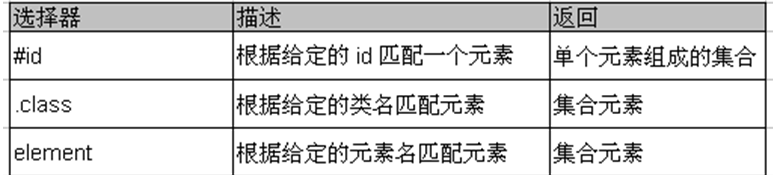 选择器 描述 返回
#id 根据给定的 id 匹配一个元素 单个元素组成的集合
.class 根据给定的类名匹配元素 集合元素
element 根据给定的元素名匹配元素 集合元素